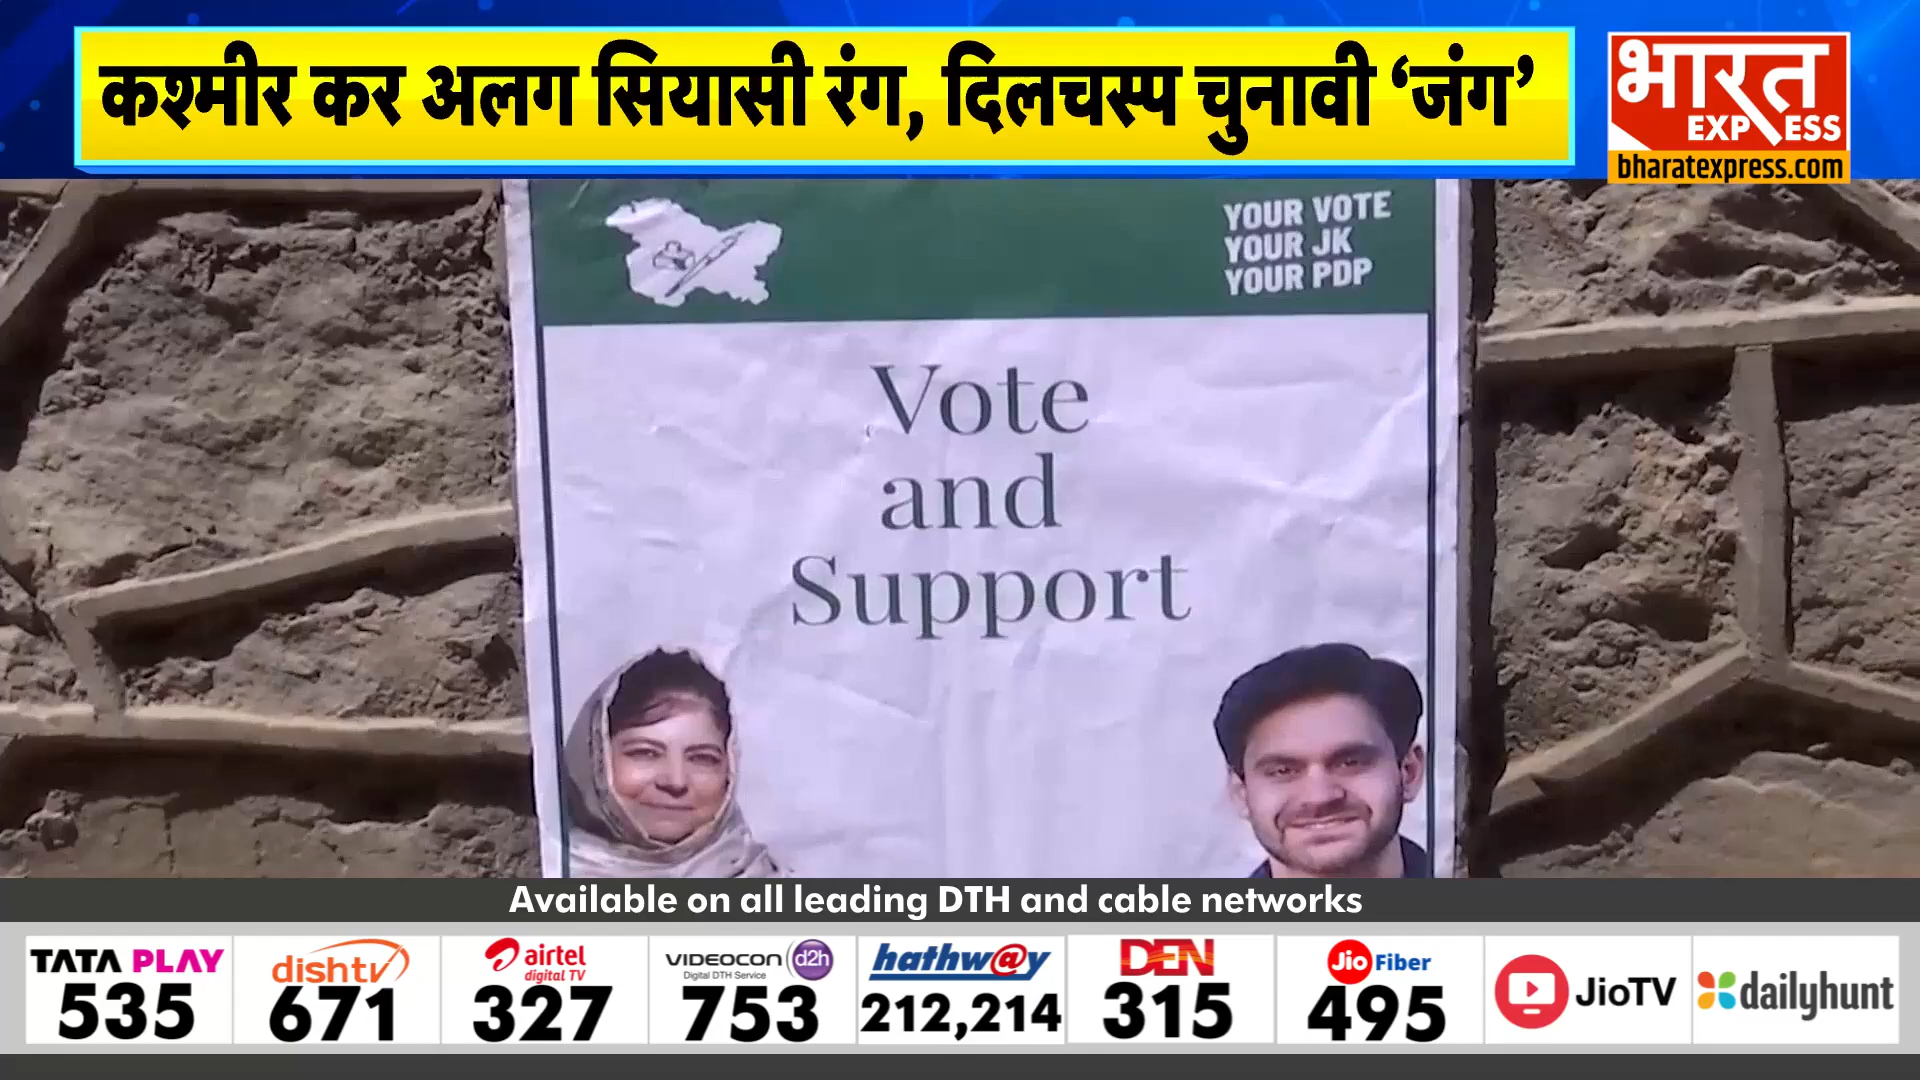 कश्मीर कर अलग सियासी रंग, दिलचस्प चुनावी ‘जंग’
भारत
EXPRESS
bharatexpress.com
YOUR VOTE
YOUR JK
YOUR PDP
Vote
and
Support
Available on all leading DTH and cable networks
TATA PLAY
535
dishtv
671
airtel
digital TV
327
VIDEOCON d2h
Digital DTH Service
753
hathw@y
212,214
DEN
315
Jio Fiber
495
JioTV
dailyhunt